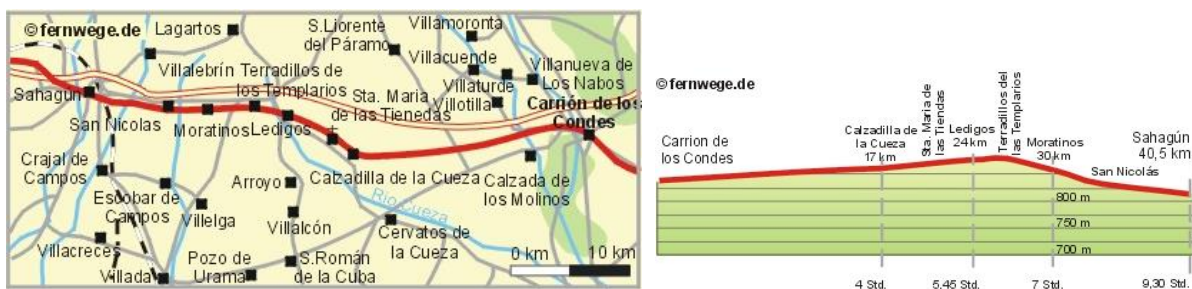 ©fernwege.de
Lagartos
Villamoronta
S.Llorente
del Páramo
Villacuende
Villanueva de
Los Nabos
Villalebrín
Terradillos de
los Templarios
Villaturde
Villotilla
Sahagún
Sta. Maria
de las Tienedas
Carrión de los
Condes
San Nicolas
Moratinos
Ledigos
Crajal de
Campos
Arroyo
Calzadilla de la Cueza
Calzada de
los Molinos
Escobar de
Campos
Rio Cueza
Villelga
Villalcón
Cervatos de
la Cueza
Villacreces
Pozo de
Urama
S.Román
de la Cuba
Villada
0 km
10 km
©fernwege.de
Carrion de
los Condes
Calzadilla de
la Cueza
17 km
Sta. Maria de
las Tiendas
Ledigos
24 km
Terradillos de
los Templarios
Moratinos
30 km
San Nicolás
Sahagún
40,5 km
800 m
750 m
700 m
4 Std.
5,45 Std.
7 Std.
9,30 Std.